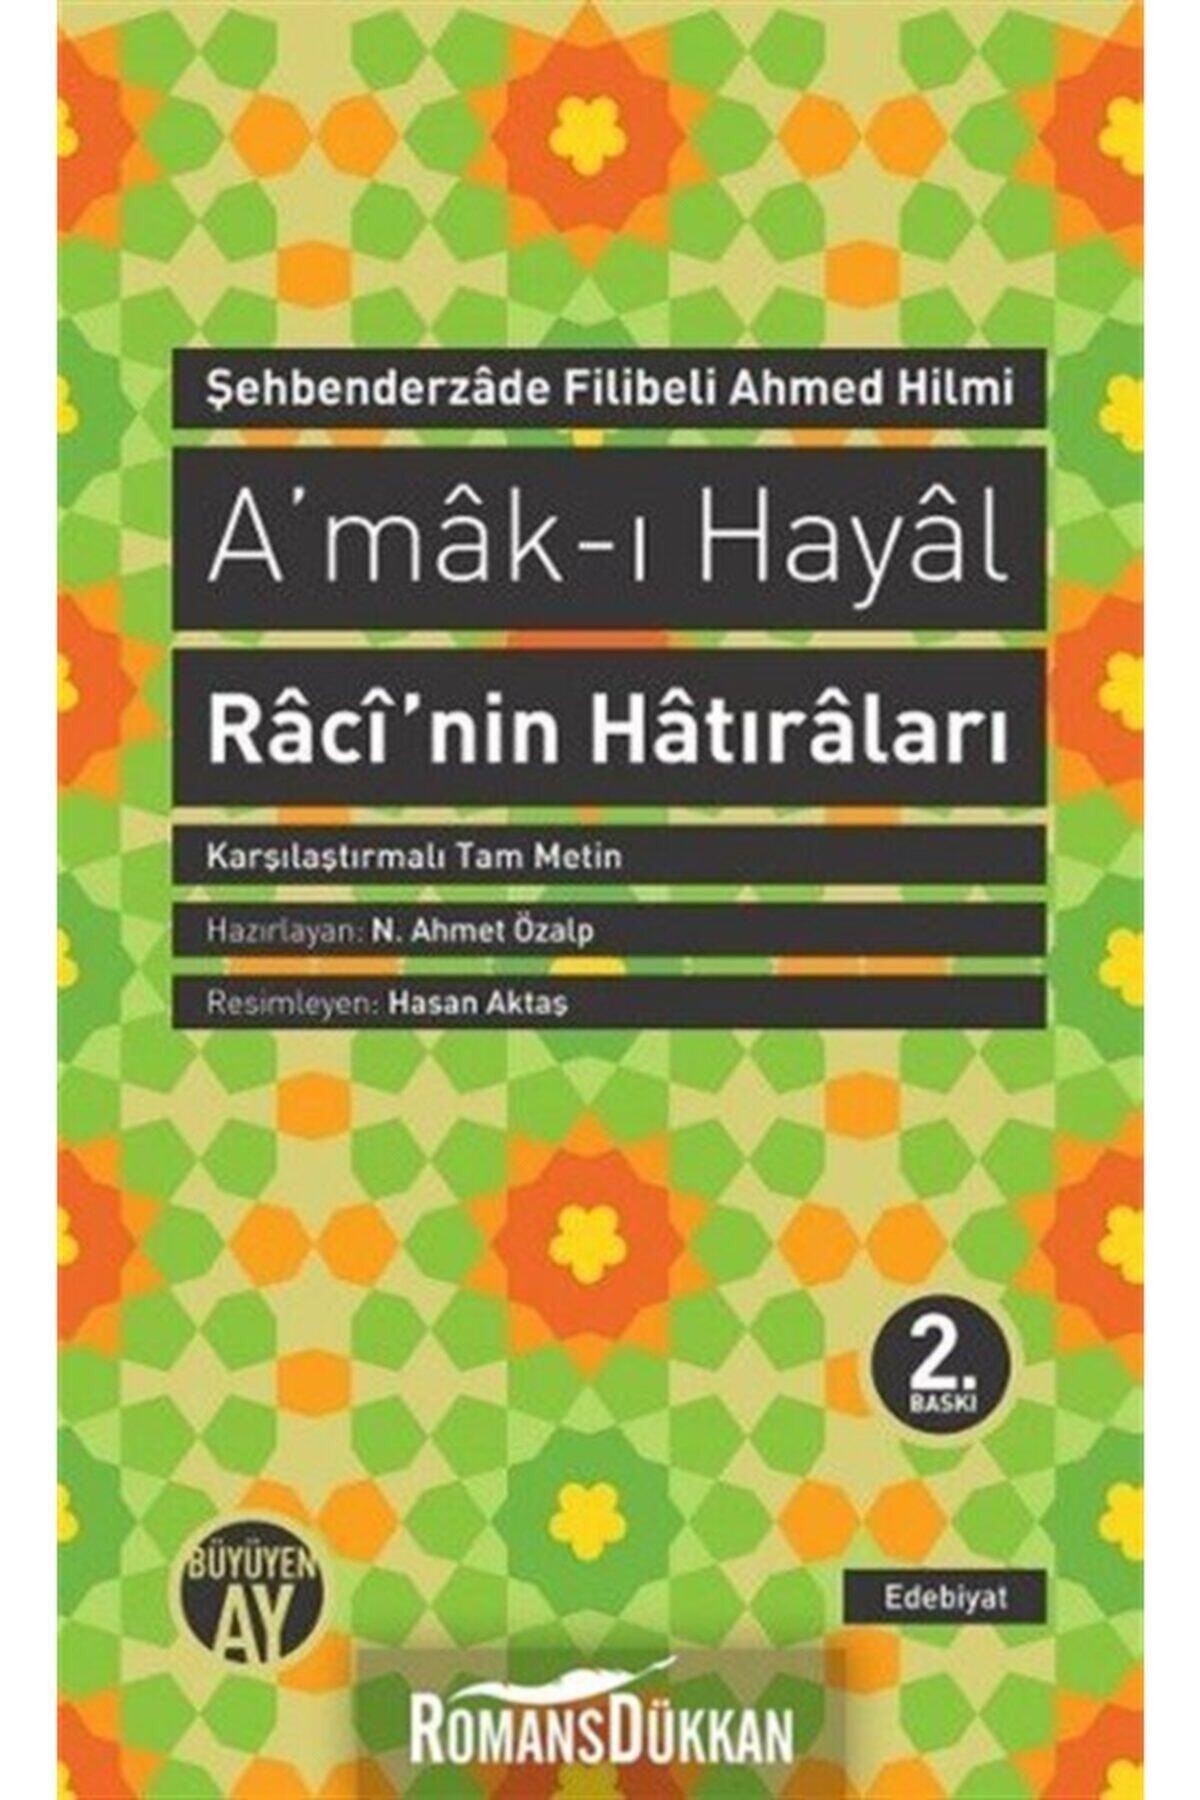 Şehbenderzâde Filibeli Ahmed Hilmi
A'mâk-ı Hayâl
Râcî'nin Hâtırâları
Karşılaştırmalı Tam Metin
Hazırlayan: N. Ahmet Özalp
Resimleyen: Hasan Aktaş
2.
BASKI
BÜYÜYEN
AY
Edebiyat
ROMANSDÜKKAN